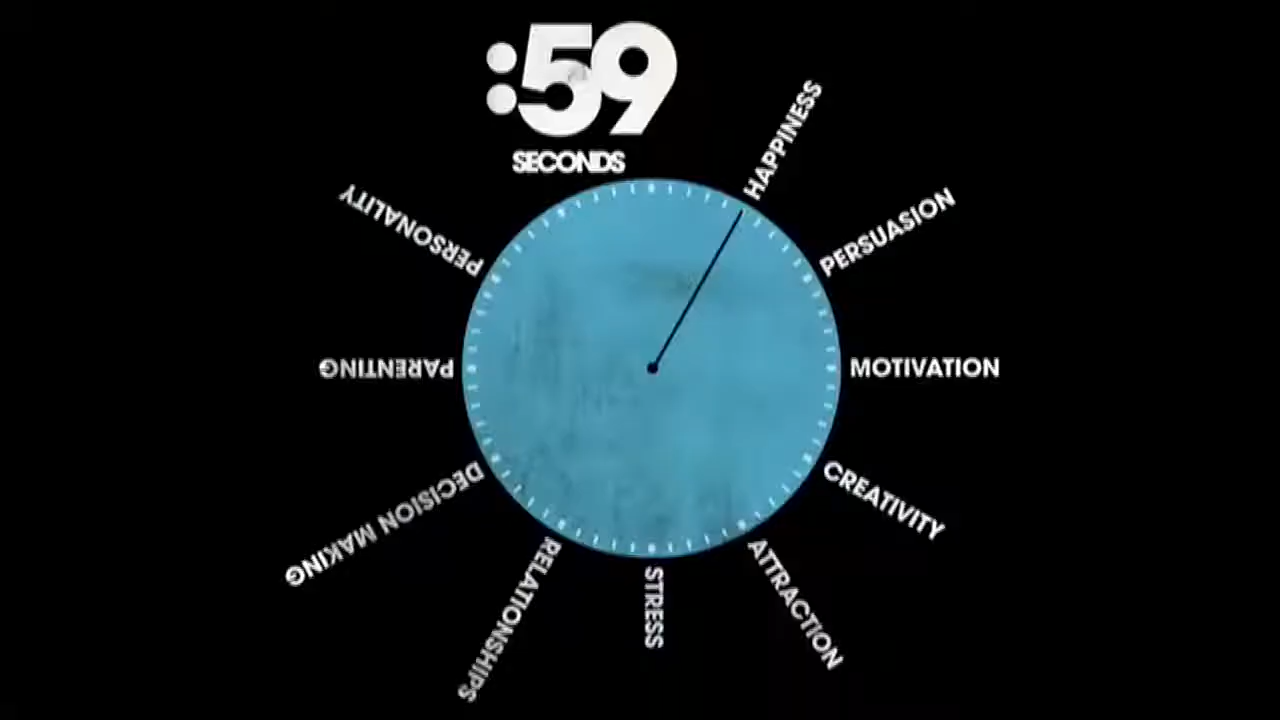 :59
SECONDS
HAPPINESS
PERSUASION
MOTIVATION
CREATIVITY
ATTRACTION
STRESS
RELATIONSHIPS
DECISION MAKING
PARENTING
PERSONALITY